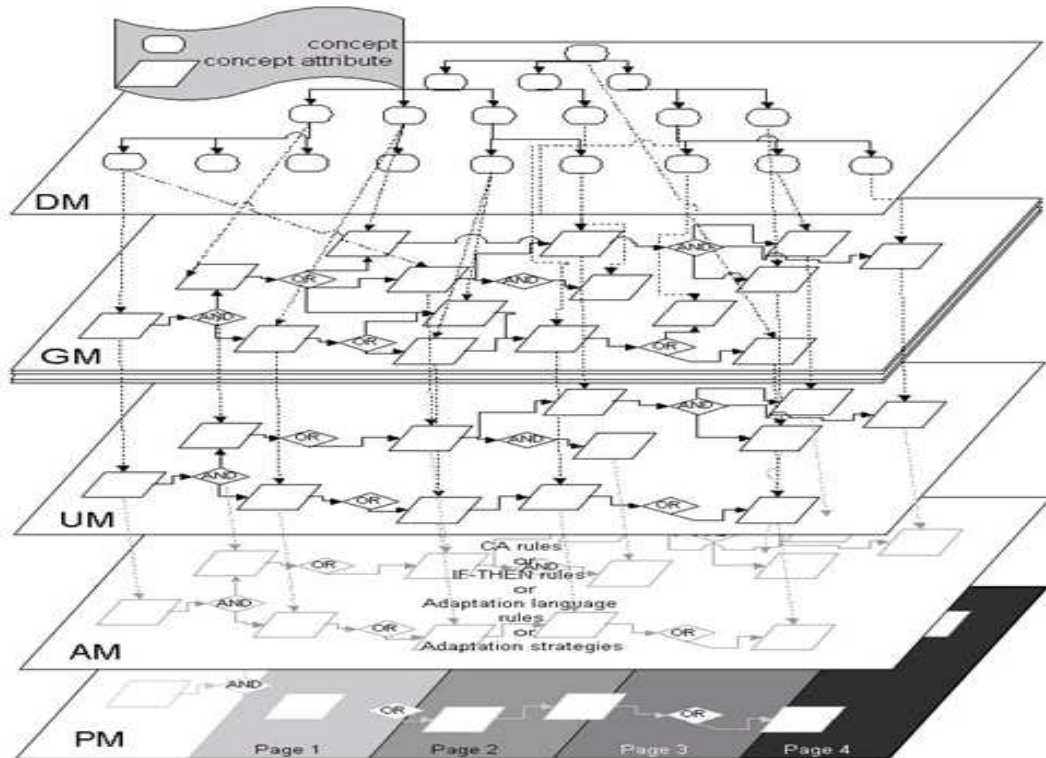 concept
concept attribute
DM
AND
OR
AND
AND
OR
OR
GM
AND
OR
AND
AND
OR
OR
UM
CA rules
or
OR
AND
IF-THEN rules
or
AND
Adaptation language
rules
OR
OR
or
AM
Adaptation strategies
AND
OR
OR
PM
Page 1
Page 2
Page 3
Page 4